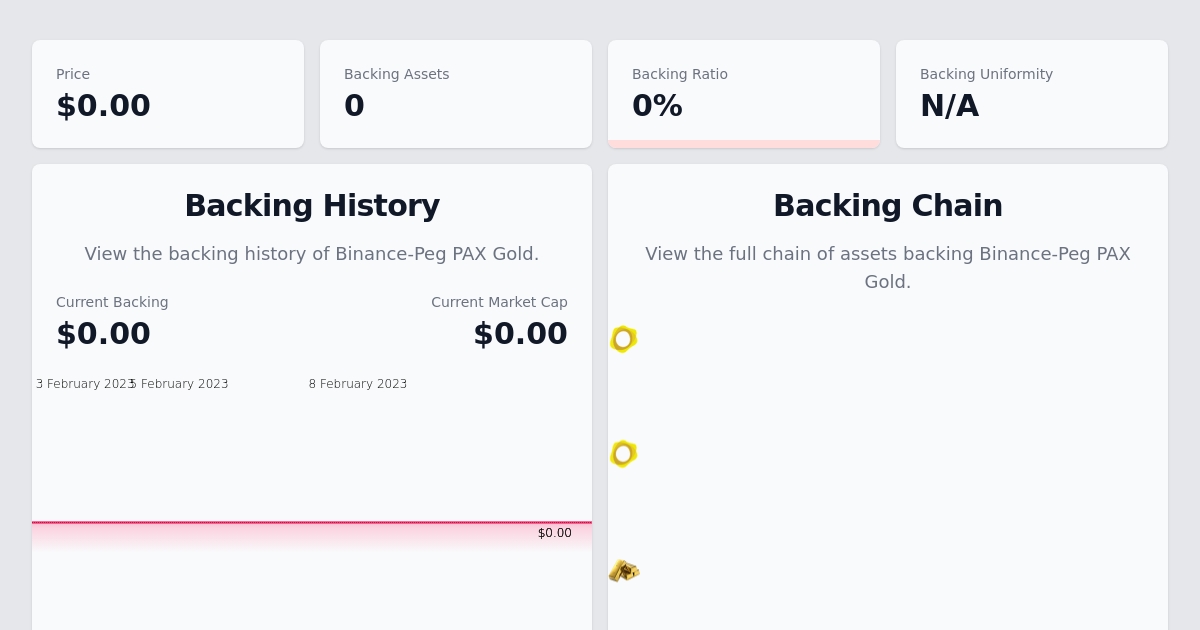 Price
$0.00
Backing Assets
0
Backing Ratio
0%
Backing Uniformity
N/A
Backing History
View the backing history of Binance-Peg PAX Gold.
Current Backing
$0.00
Current Market Cap
$0.00
3 February 2023
5 February 2023
8 February 2023
$0.00
Backing Chain
View the full chain of assets backing Binance-Peg PAX
Gold.